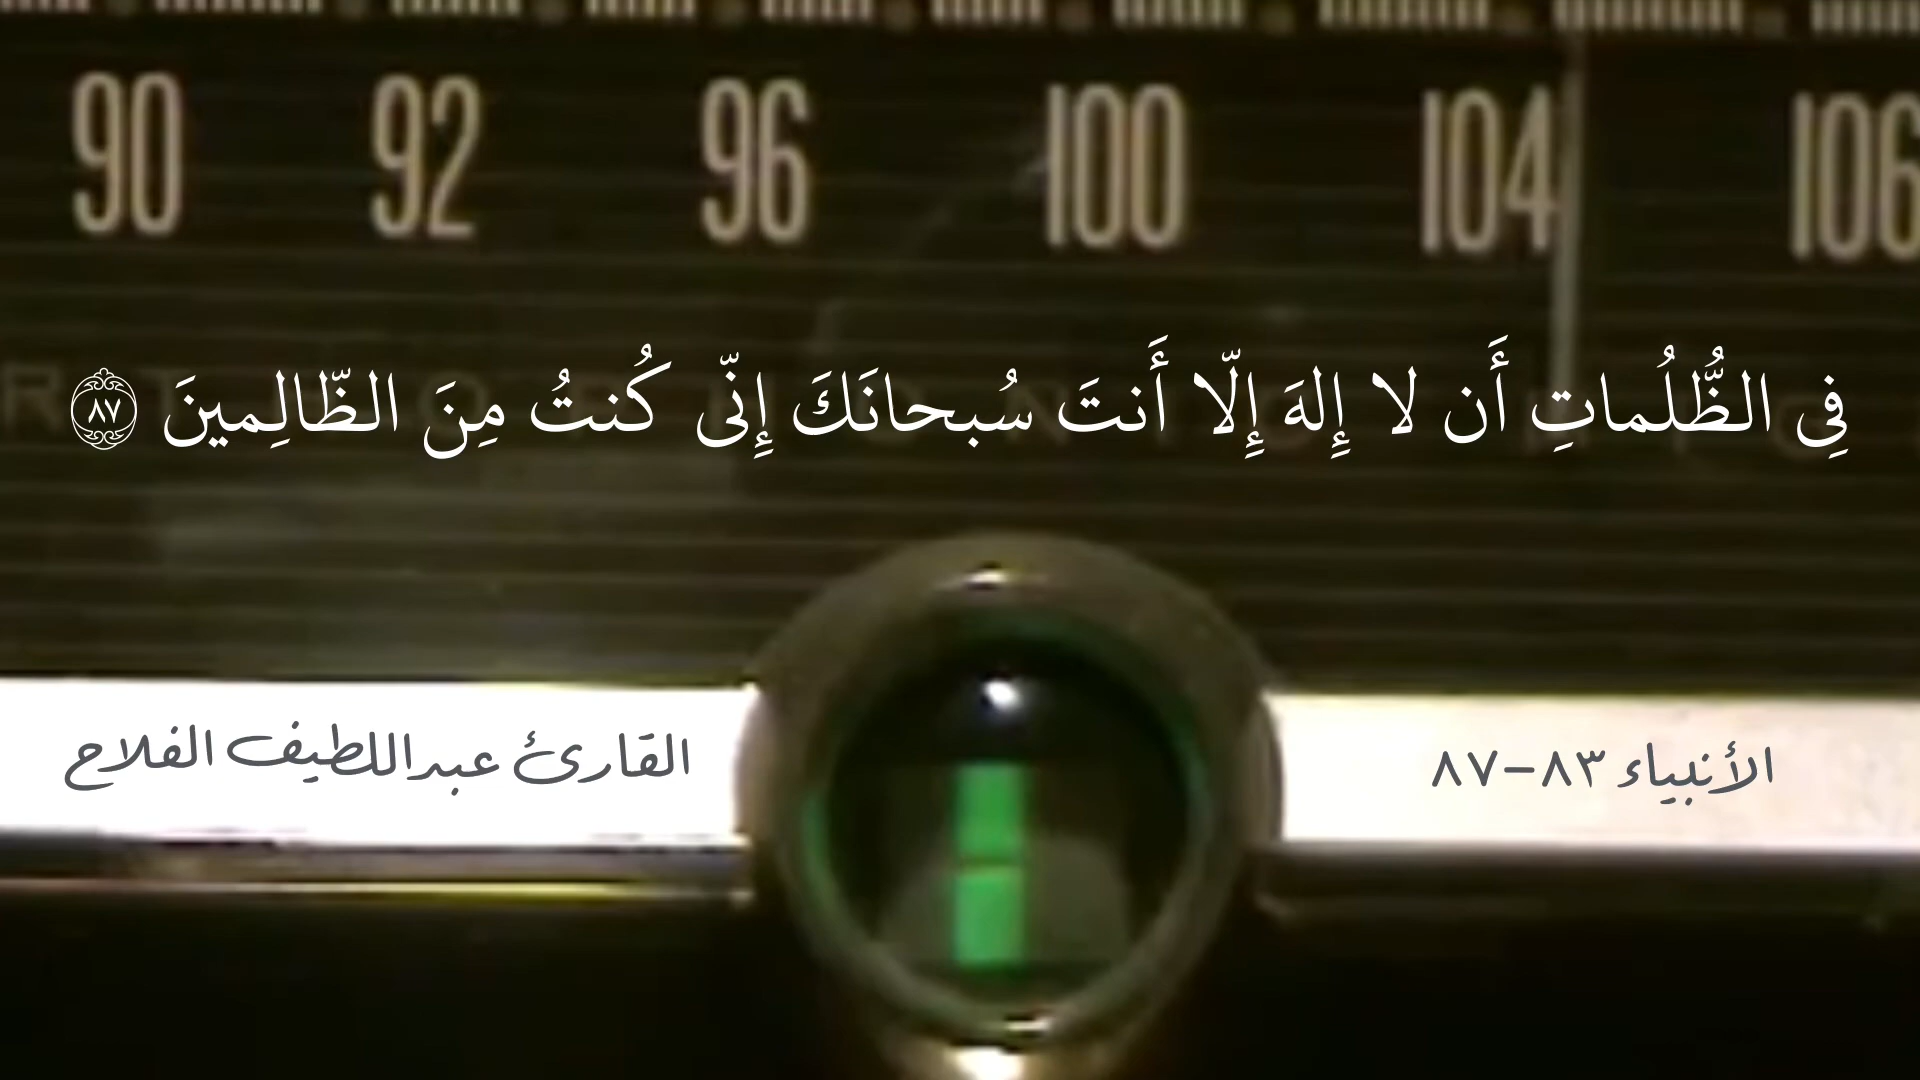 90 92 96 100 104 106
فِى الظُّلُماتِ أَن لا إِلهَ إِلّا أَنتَ سُبحانَكَ إِنّى كُنتُ مِنَ الظّالِمينَ ٨٧
الأنبياء ٨٣-٨٧
القارئ عبداللطيف الفلاح